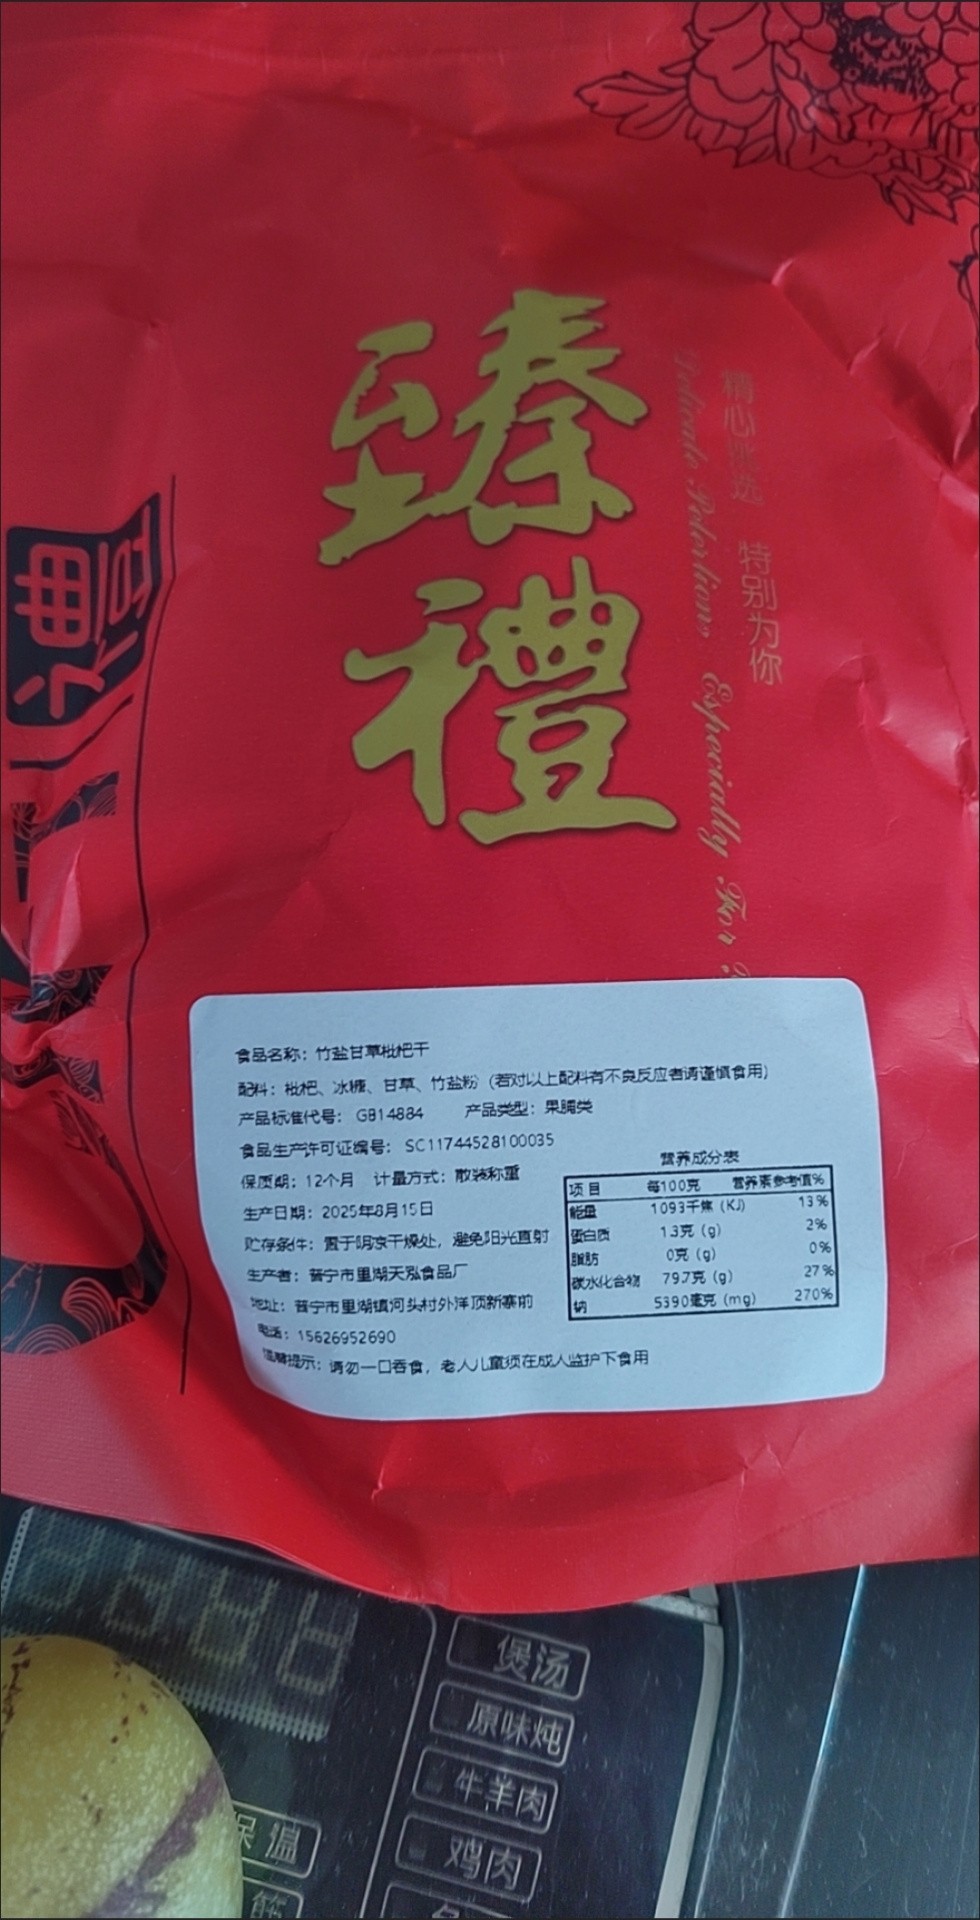 臻禮
精心挑选 特别为你
Delicate Selections Especially For
禮
食品名称：竹盐甘草枇杷干
配料：枇杷、冰糖、甘草、竹盐粉（若对以上配料有不良反应者请谨慎食用）
产品标准代号：GB14884 产品类型：果脯类
食品生产许可证编号：SC11744528100035
保质期：12个月 计量方式：散装称重
生产日期：2025年8月15日
贮存条件：置于阴凉干燥处，避免阳光直射
生产者：普宁市里湖天泓食品厂
地址：普宁市里湖镇河头村外洋顶新寨前
电话：15626952690
温馨提示：请勿一口吞食，老人儿童须在成人监护下食用
营养成分表
项目 每100克 营养素参考值%
能量 1093千焦（KJ） 13%
蛋白质 1.3克（g） 2%
脂肪 0克（g） 0%
碳水化合物 79.7克（g） 27%
钠 5390毫克（mg） 270%
煲汤
原味炖
牛羊肉
鸡肉
保温